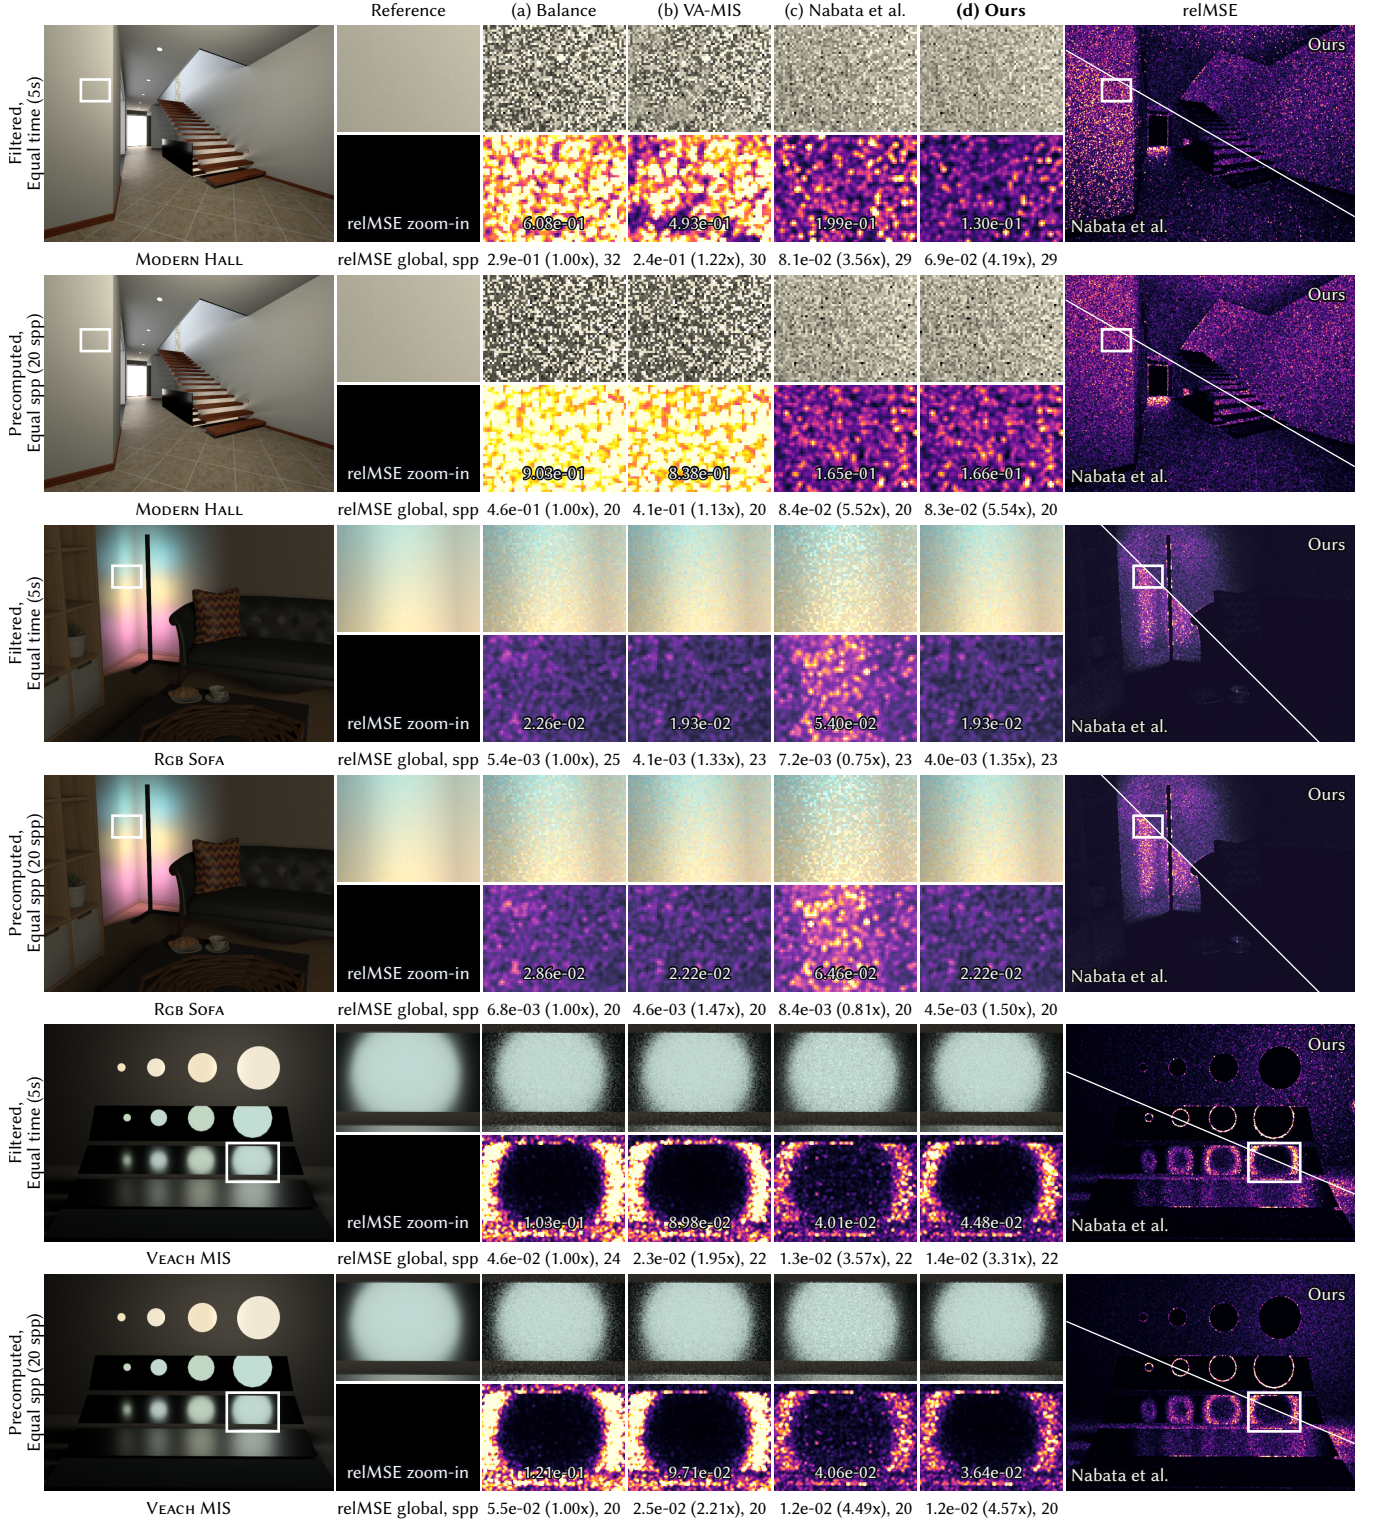 Reference (a) Balance (b) VA-MIS (c) Nabata et al. (d) Ours relMSE
Filtered,
Equal time (5s)
relMSE zoom-in 6.08e-01 4.93e-01 1.99e-01 1.30e-01
Ours
Nabata et al.
MODERN HALL relMSE global, spp 2.9e-01 (1.00x), 32 2.4e-01 (1.22x), 30 8.1e-02 (3.56x), 29 6.9e-02 (4.19x), 29
Precomputed,
Equal spp (20 spp)
relMSE zoom-in 9.03e-01 8.38e-01 1.65e-01 1.66e-01
Ours
Nabata et al.
MODERN HALL relMSE global, spp 4.6e-01 (1.00x), 20 4.1e-01 (1.13x), 20 8.4e-02 (5.52x), 20 8.3e-02 (5.54x), 20
Filtered,
Equal time (5s)
relMSE zoom-in 2.26e-02 1.93e-02 5.40e-02 1.93e-02
Ours
Nabata et al.
RGB SOFA relMSE global, spp 5.4e-03 (1.00x), 25 4.1e-03 (1.33x), 23 7.2e-03 (0.75x), 23 4.0e-03 (1.35x), 23
Precomputed,
Equal spp (20 spp)
relMSE zoom-in 2.86e-02 2.22e-02 6.46e-02 2.22e-02
Ours
Nabata et al.
RGB SOFA relMSE global, spp 6.8e-03 (1.00x), 20 4.6e-03 (1.47x), 20 8.4e-03 (0.81x), 20 4.5e-03 (1.50x), 20
Filtered,
Equal time (5s)
relMSE zoom-in 1.03e-01 8.98e-02 4.01e-02 4.48e-02
Ours
Nabata et al.
VEACH MIS relMSE global, spp 4.6e-02 (1.00x), 24 2.3e-02 (1.95x), 22 1.3e-02 (3.57x), 22 1.4e-02 (3.31x), 22
Precomputed,
Equal spp (20 spp)
relMSE zoom-in 1.21e-01 9.71e-02 4.06e-02 3.64e-02
Ours
Nabata et al.
VEACH MIS relMSE global, spp 5.5e-02 (1.00x), 20 2.5e-02 (2.21x), 20 1.2e-02 (4.49x), 20 1.2e-02 (4.57x), 20